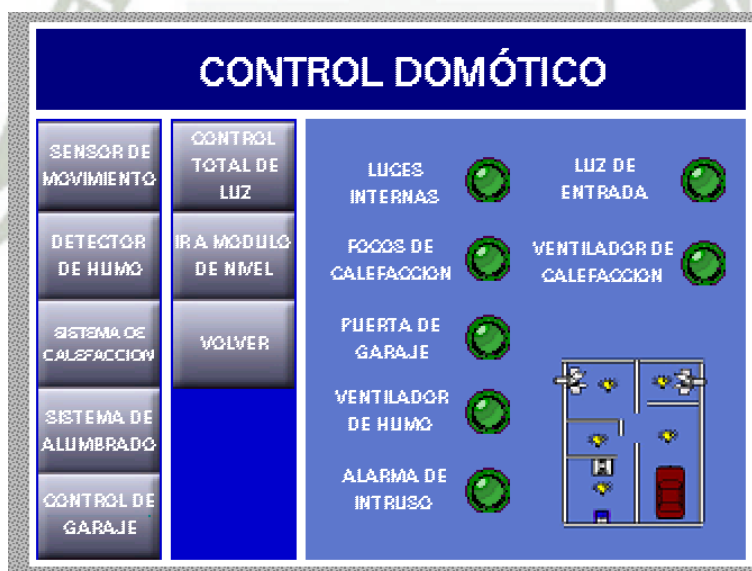 CONTROL DOMÓTICO
SENSOR DE
MOVIMIENTO
DETECTOR
DE HUMO
SISTEMA DE
CALEFACCION
SISTEMA DE
ALUMBRADO
CONTROL DE
GARAJE
CONTROL
TOTAL DE
LUZ
IR A MODULO
DE NIVEL
VOLVER
LUCES
INTERNAS
FOCOS DE
CALEFACCION
PUERTA DE
GARAJE
VENTILADOR
DE HUMO
ALARMA DE
INTRUSO
LUZ DE
ENTRADA
VENTILADOR DE
CALEFACCION